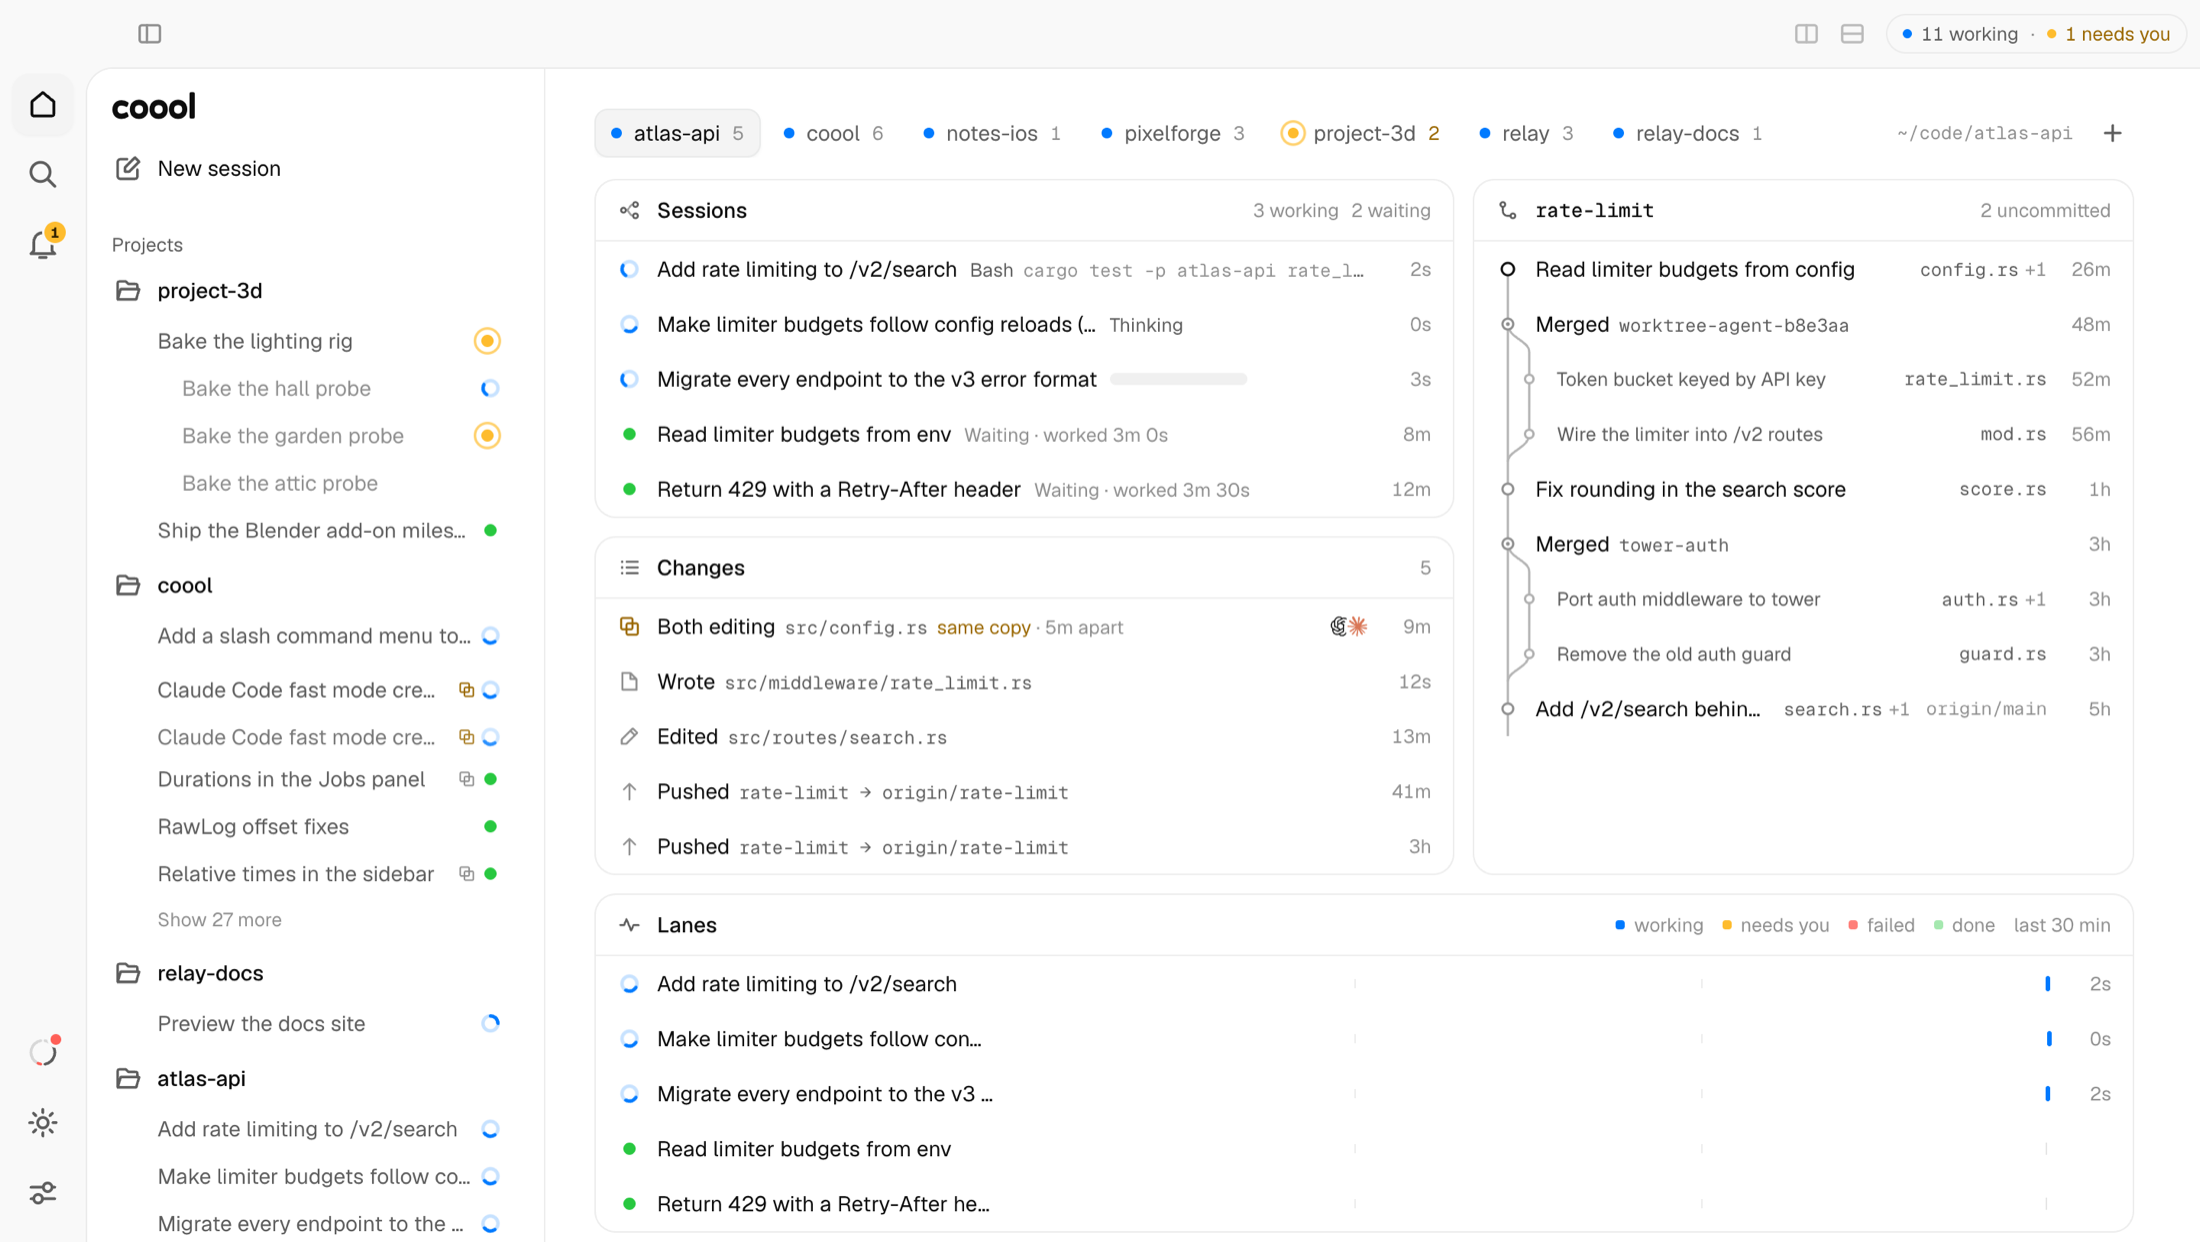 11 working · 1 needs you
coool
New session
1
Projects
project-3d
Bake the lighting rig
Bake the hall probe
Bake the garden probe
Bake the attic probe
Ship the Blender add-on miles…
coool
Add a slash command menu to…
Claude Code fast mode cre…
Claude Code fast mode cre…
Durations in the Jobs panel
RawLog offset fixes
Relative times in the sidebar
Show 27 more
relay-docs
Preview the docs site
atlas-api
Add rate limiting to /v2/search
Make limiter budgets follow co…
Migrate every endpoint to the …
atlas-api 5 coool 6 notes-ios 1 pixelforge 3 project-3d 2 relay 3 relay-docs 1 ~/code/atlas-api
Sessions 3 working 2 waiting
Add rate limiting to /v2/search Bash cargo test -p atlas-api rate_l… 2s
Make limiter budgets follow config reloads (… Thinking 0s
Migrate every endpoint to the v3 error format 3s
Read limiter budgets from env Waiting · worked 3m 0s 8m
Return 429 with a Retry-After header Waiting · worked 3m 30s 12m
Changes 5
Both editing src/config.rs same copy · 5m apart 9m
Wrote src/middleware/rate_limit.rs 12s
Edited src/routes/search.rs 13m
Pushed rate-limit → origin/rate-limit 41m
Pushed rate-limit → origin/rate-limit 3h
rate-limit 2 uncommitted
Read limiter budgets from config config.rs +1 26m
Merged worktree-agent-b8e3aa 48m
Token bucket keyed by API key rate_limit.rs 52m
Wire the limiter into /v2 routes mod.rs 56m
Fix rounding in the search score score.rs 1h
Merged tower-auth 3h
Port auth middleware to tower auth.rs +1 3h
Remove the old auth guard guard.rs 3h
Add /v2/search behin… search.rs +1 origin/main 5h
Lanes working needs you failed done last 30 min
Add rate limiting to /v2/search 2s
Make limiter budgets follow con… 0s
Migrate every endpoint to the v3 … 2s
Read limiter budgets from env
Return 429 with a Retry-After he…